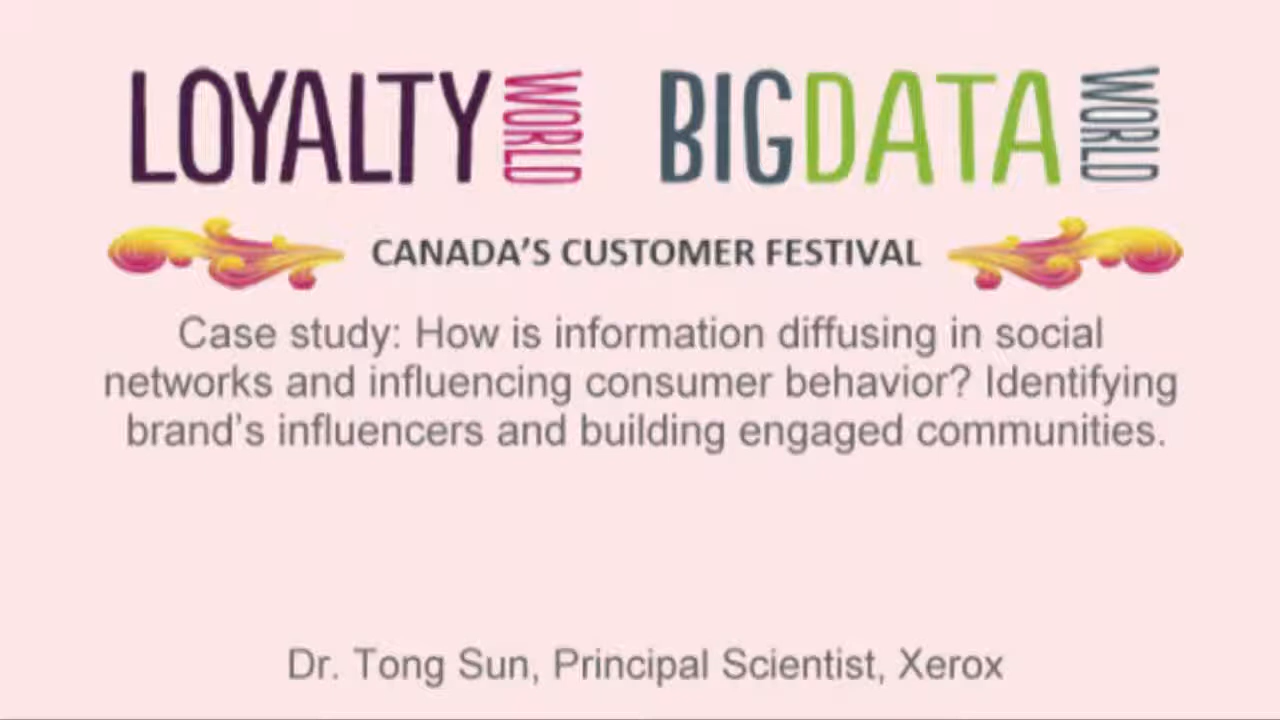 LOYALTY WORLD BIGDATA WORLD
CANADA'S CUSTOMER FESTIVAL
Case study: How is information diffusing in social
networks and influencing consumer behavior? Identifying
brand's influencers and building engaged communities.
Dr. Tong Sun, Principal Scientist, Xerox